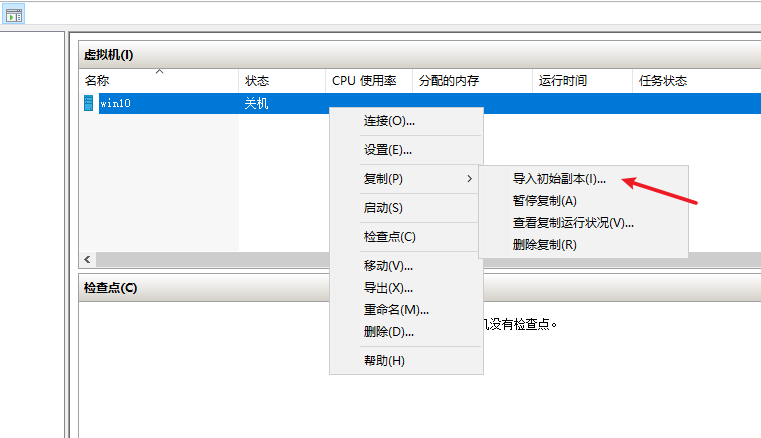 虚拟机(I)
名称 状态 CPU 使用率 分配的内存 运行时间 任务状态
win10 关机
连接(O)...
设置(E)...
复制(P)
启动(S)
检查点(C)
移动(V)...
导出(X)...
重命名(M)...
删除(D)...
帮助(H)
导入初始副本(I)...
暂停复制(A)
查看复制运行状况(V)...
删除复制(R)
检查点(C)
机没有检查点。